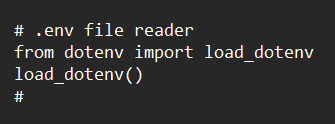 # .env file reader
from dotenv import load_dotenv
load_dotenv()
#